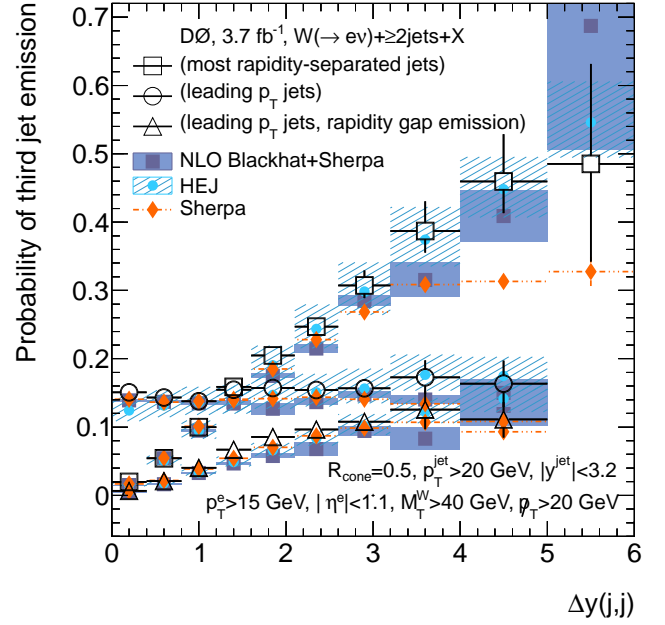 Probability of third jet emission
0.7
0.6
0.5
0.4
0.3
0.2
0.1
0
DØ, 3.7 fb⁻¹, W(→ eν)+≥2jets+X
(most rapidity-separated jets)
(leading p_T jets)
(leading p_T jets, rapidity gap emission)
NLO Blackhat+Sherpa
HEJ
Sherpa
R_cone=0.5, p_T^jet>20 GeV, |y^jet|<3.2
p_T^e>15 GeV, |η^e|<1.1, M_T^W>40 GeV, p̸_T>20 GeV
0 1 2 3 4 5 6
Δy(j,j)